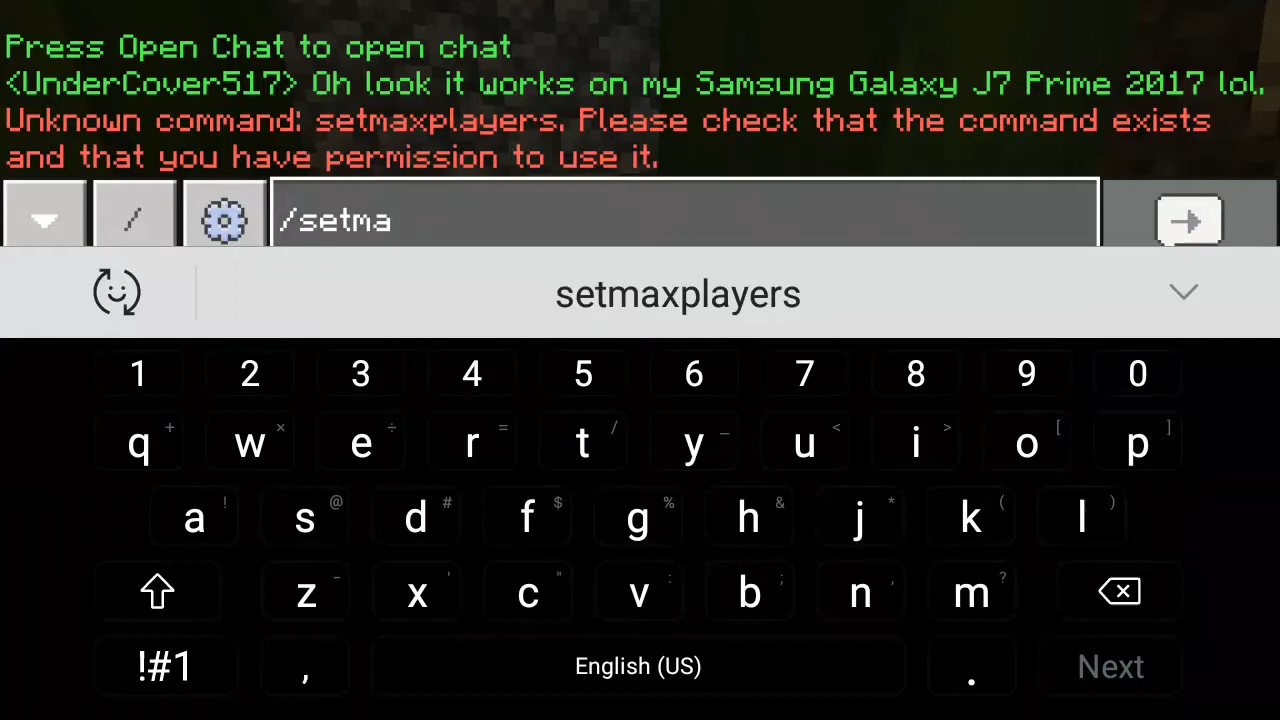 Press Open Chat to open chat
<UnderCover517> Oh look it works on my Samsung Galaxy J7 Prime 2017 lol.
Unknown command: setmaxplayers. Please check that the command exists
and that you have permission to use it.
/ /setma
setmaxplayers
1 2 3 4 5 6 7 8 9 0
q + w × e ÷ r = t / y _ u < i > o [ p ]
a ! s @ d # f $ g % h & j * k ( l )
z - x ' c " v : b ; n , m ?
!#1 , English (US) . Next